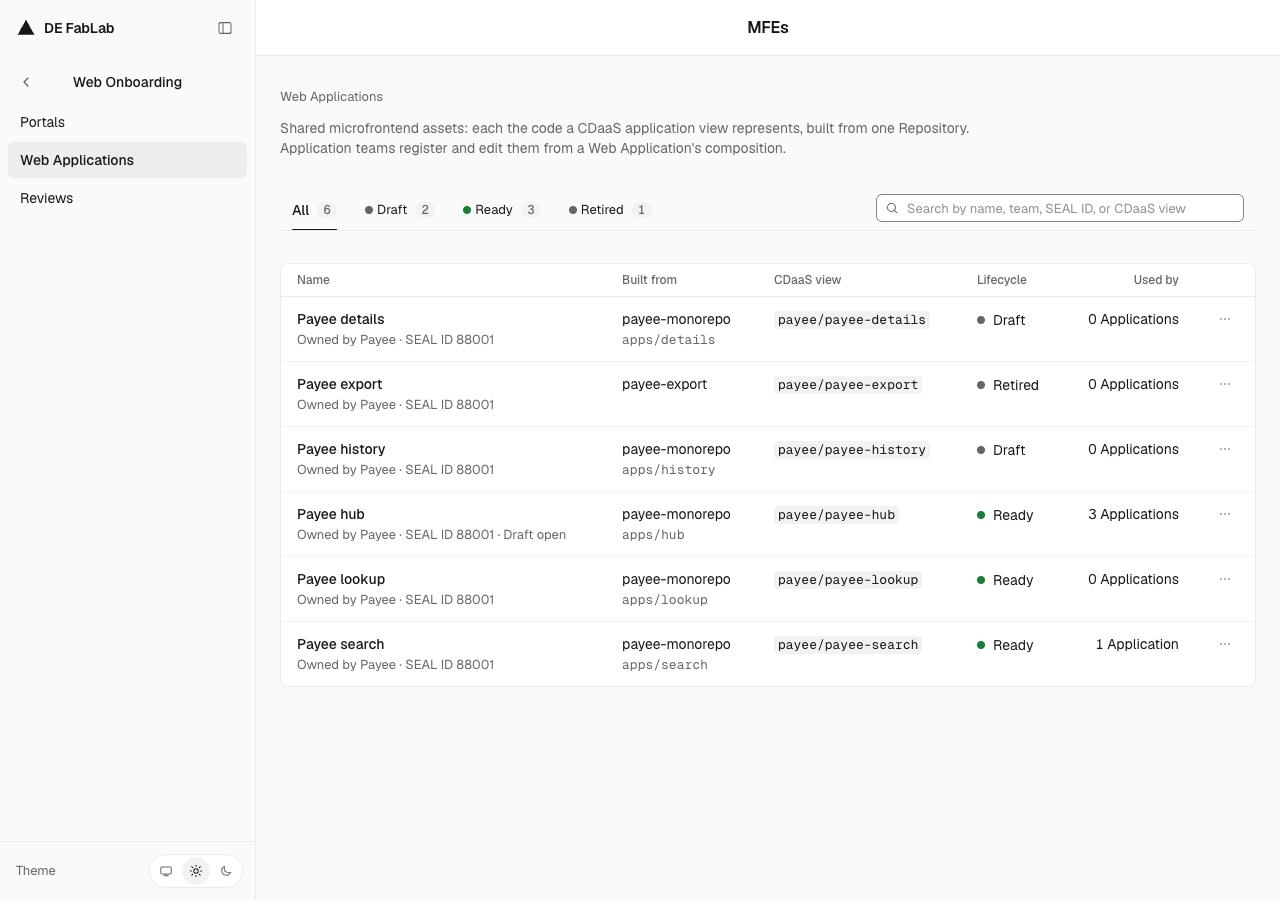 DE FabLab
MFEs
Web Onboarding
Portals
Web Applications
Reviews
Web Applications
Shared microfrontend assets: each the code a CDaaS application view represents, built from one Repository.
Application teams register and edit them from a Web Application's composition.
All 6 Draft 2 Ready 3 Retired 1 Search by name, team, SEAL ID, or CDaaS view
Name Built from CDaaS view Lifecycle Used by
Payee details payee-monorepo payee/payee-details Draft 0 Applications ...
Owned by Payee · SEAL ID 88001 apps/details
Payee export payee-export payee/payee-export Retired 0 Applications ...
Owned by Payee · SEAL ID 88001
Payee history payee-monorepo payee/payee-history Draft 0 Applications ...
Owned by Payee · SEAL ID 88001 apps/history
Payee hub payee-monorepo payee/payee-hub Ready 3 Applications ...
Owned by Payee · SEAL ID 88001 · Draft open apps/hub
Payee lookup payee-monorepo payee/payee-lookup Ready 0 Applications ...
Owned by Payee · SEAL ID 88001 apps/lookup
Payee search payee-monorepo payee/payee-search Ready 1 Application ...
Owned by Payee · SEAL ID 88001 apps/search
Theme